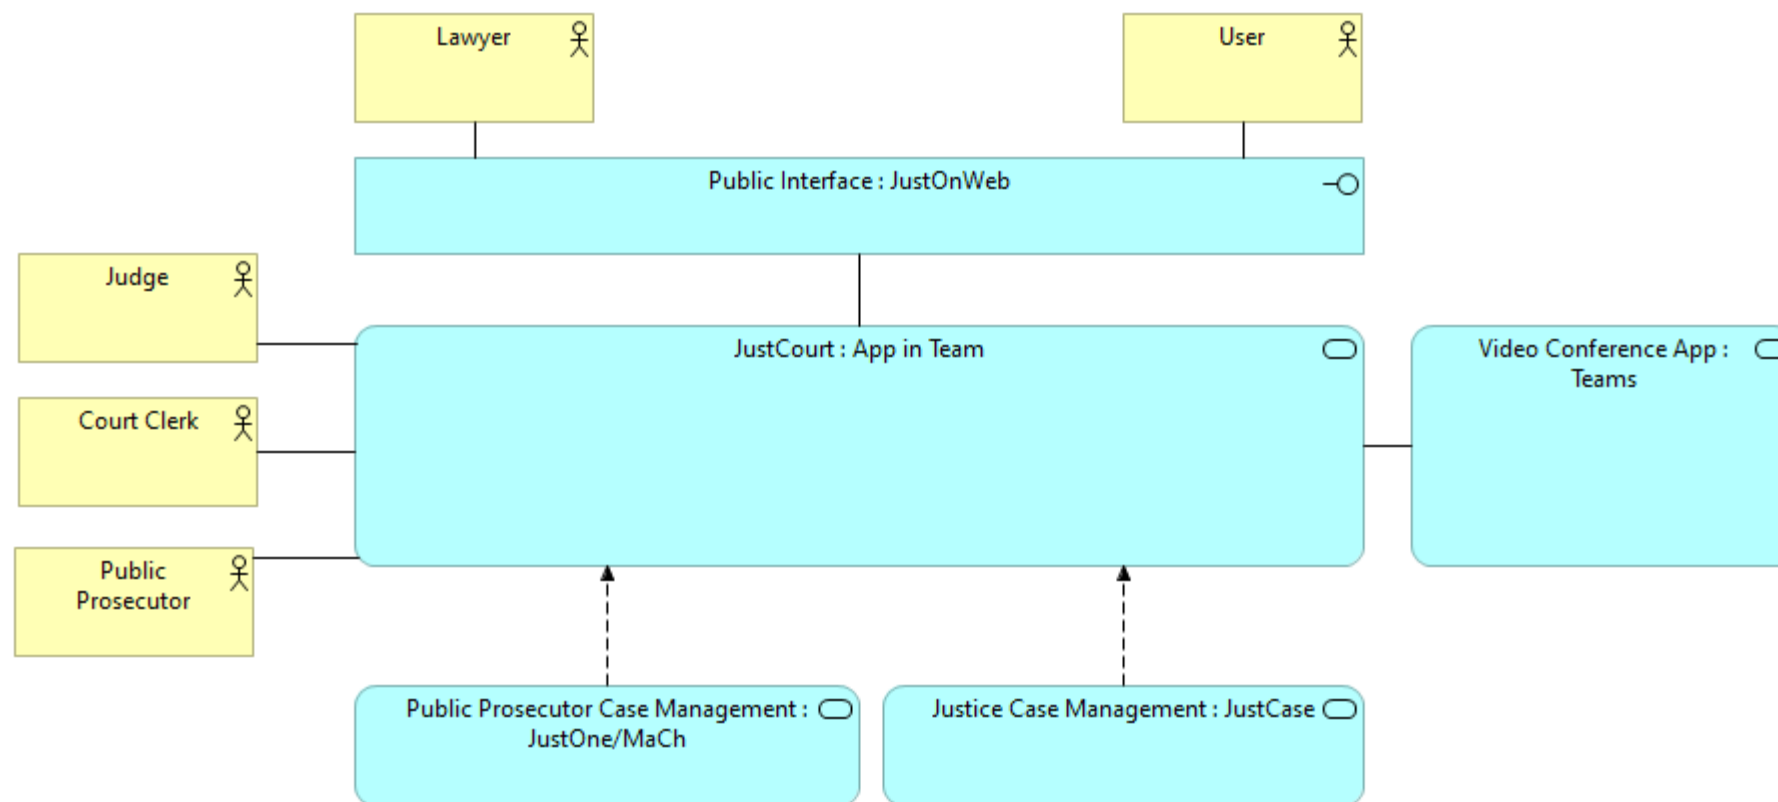 Lawyer
User
Public Interface : JustOnWeb
Judge
JustCourt : App in Team
Video Conference App :
Teams
Court Clerk
Public
Prosecutor
Public Prosecutor Case Management :
JustOne/MaCh
Justice Case Management : JustCase